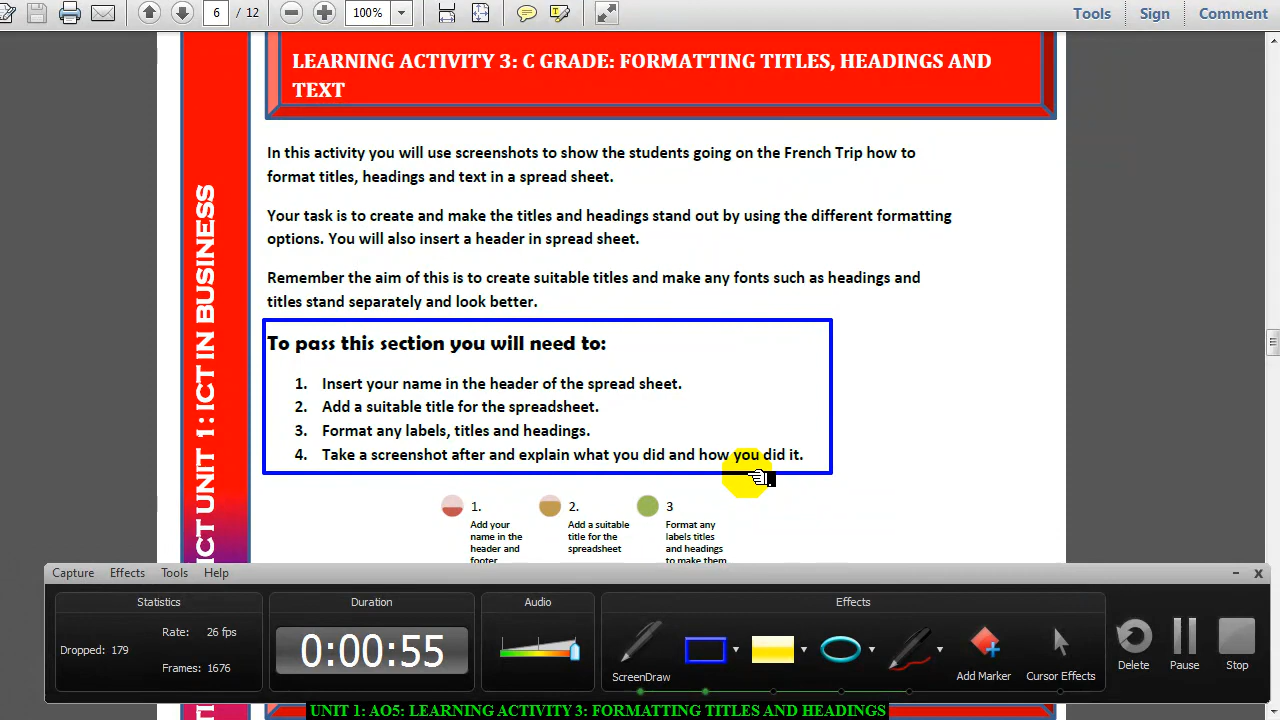 6 / 12
100%
Tools
Sign
Comment
LEARNING ACTIVITY 3: C GRADE: FORMATTING TITLES, HEADINGS AND
TEXT
In this activity you will use screenshots to show the students going on the French Trip how to
format titles, headings and text in a spread sheet.
Your task is to create and make the titles and headings stand out by using the different formatting
options. You will also insert a header in spread sheet.
Remember the aim of this is to create suitable titles and make any fonts such as headings and
titles stand separately and look better.
To pass this section you will need to:
1. Insert your name in the header of the spread sheet.
2. Add a suitable title for the spreadsheet.
3. Format any labels, titles and headings.
4. Take a screenshot after and explain what you did and how you did it.
1.
Add your
name in the
header and
footer
2.
Add a suitable
title for the
spreadsheet
3
Format any
labels titles
and headings
to make them
ICT UNIT 1: ICT IN BUSINESS
Capture
Effects
Tools
Help
Statistics
Rate: 26 fps
Dropped: 179
Frames: 1676
Duration
0:00:55
Audio
Effects
ScreenDraw
Add Marker
Cursor Effects
Delete
Pause
Stop
UNIT 1: AO5: LEARNING ACTIVITY 3: FORMATTING TITLES AND HEADINGS